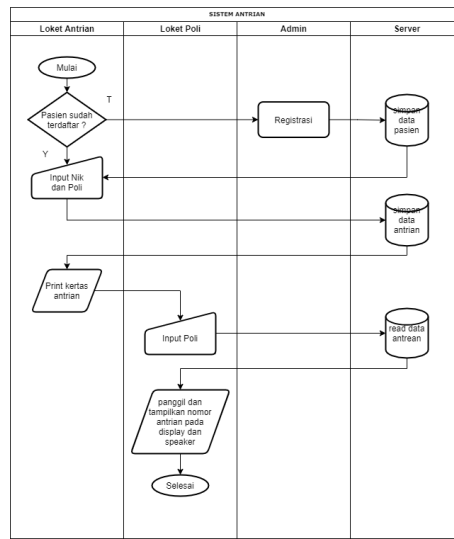 SISTEM ANTRIAN
Loket Antrian
Loket Poli
Admin
Server
Mulai
T
Pasien sudah
terdaftar ?
Registrasi
simpan
data
pasien
Y
Input Nik
dan Poli
simpan
data
antrian
Print kertas
antrian
Input Poli
read data
antrean
panggil dan
tampilkan nomor
antrian pada
display dan
speaker
Selesai